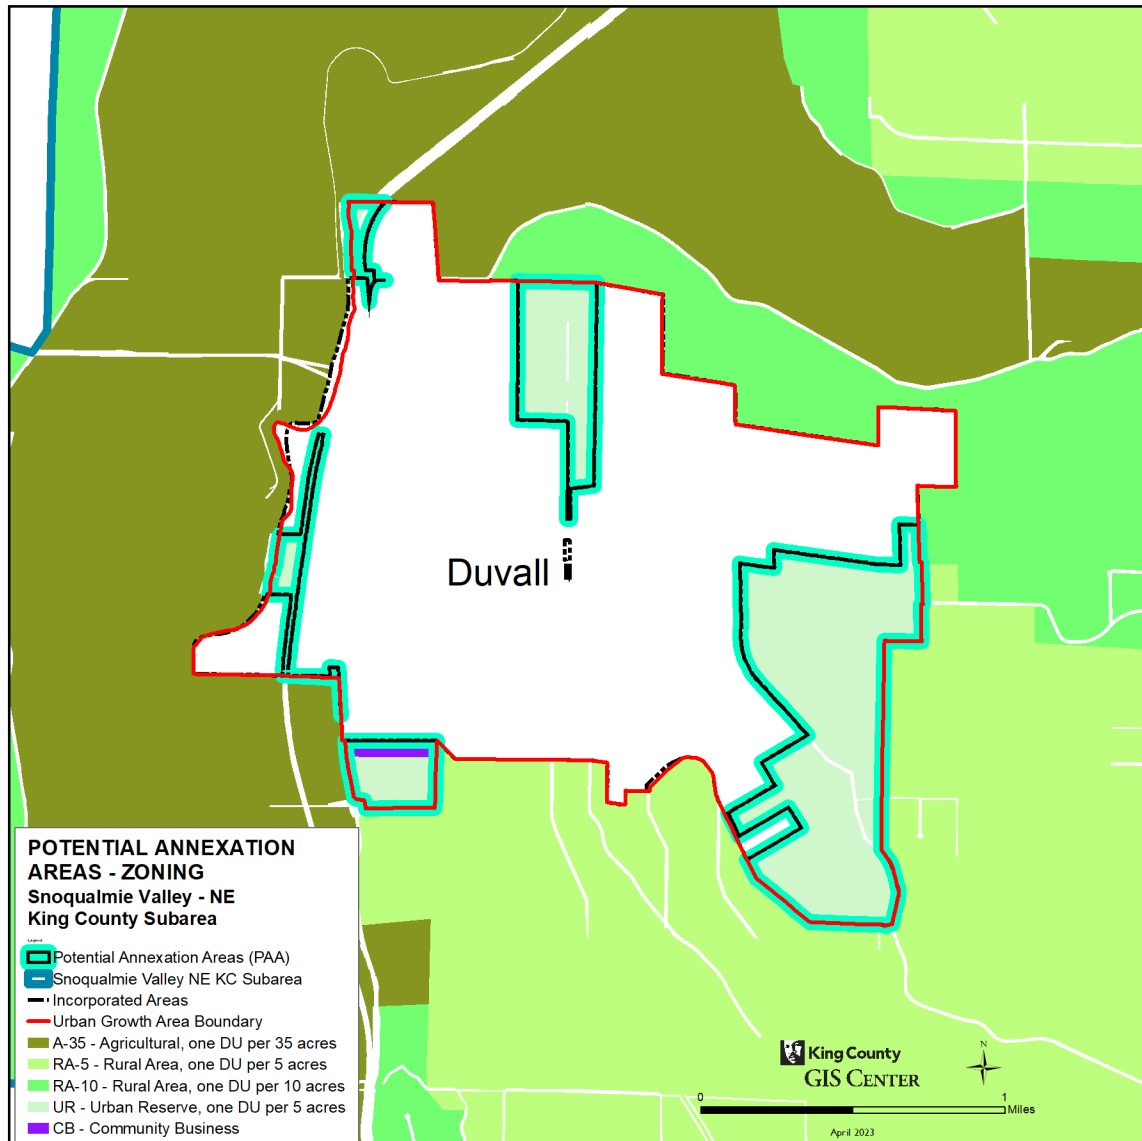 Duvall
POTENTIAL ANNEXATION
AREAS - ZONING
Snoqualmie Valley - NE
King County Subarea
Legend
Potential Annexation Areas (PAA)
Snoqualmie Valley NE KC Subarea
Incorporated Areas
Urban Growth Area Boundary
A-35 - Agricultural, one DU per 35 acres
RA-5 - Rural Area, one DU per 5 acres
RA-10 - Rural Area, one DU per 10 acres
UR - Urban Reserve, one DU per 5 acres
CB - Community Business
King County
GIS CENTER
N
0 1
Miles
April 2023